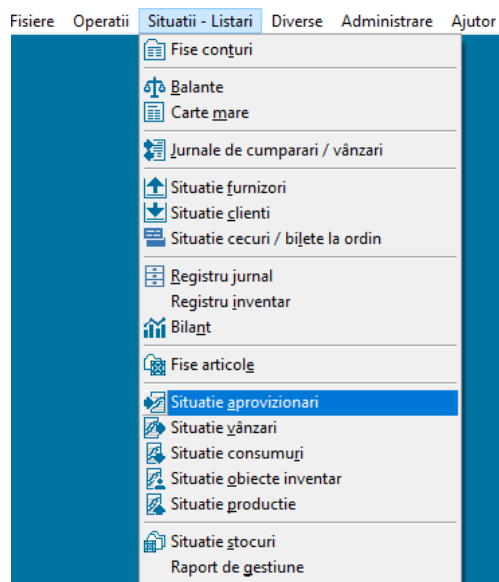 Fisiere Operatii Situatii - Listari Diverse Administrare Ajutor
Fise conturi
Balante
Carte mare
Jurnale de cumparari / vânzari
Situatie furnizori
Situatie clienti
Situatie cecuri / bilete la ordin
Registru jurnal
Registru inventar
Bilant
Fise articole
Situatie aprovizionari
Situatie vânzari
Situatie consumuri
Situatie obiecte inventar
Situatie productie
Situatie stocuri
Raport de gestiune